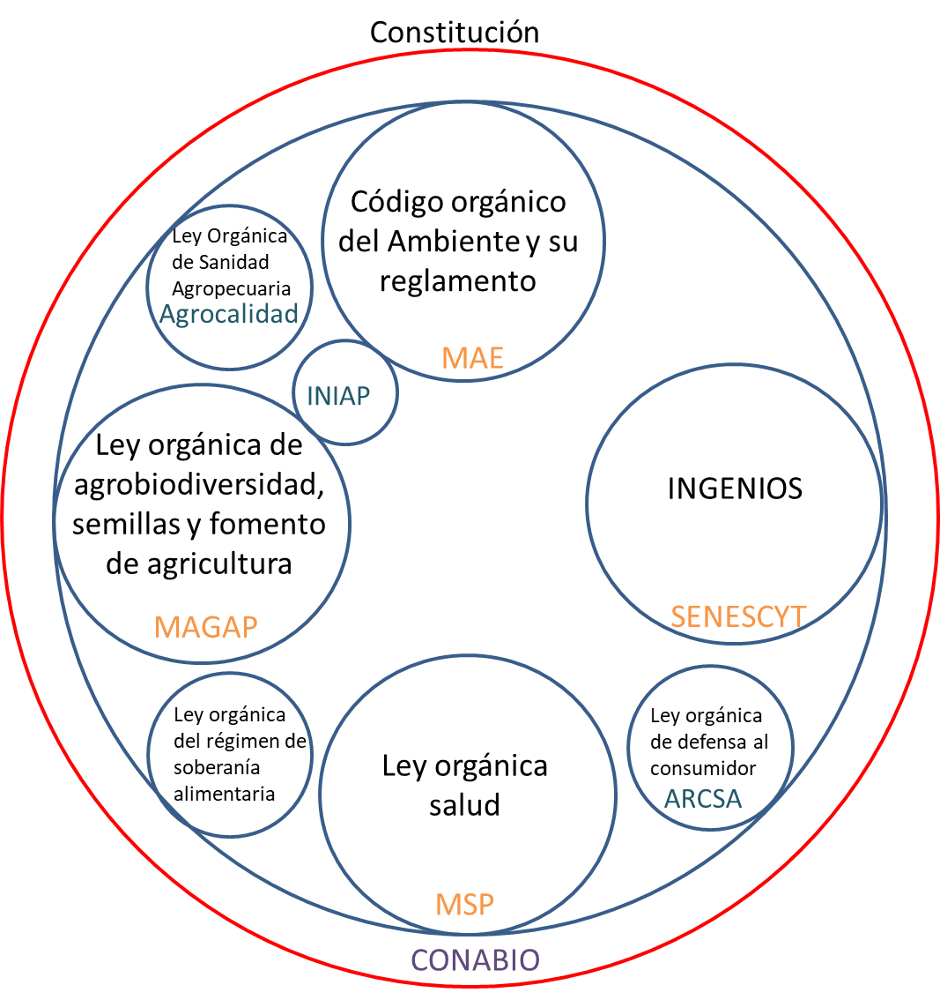 Constitución
Código orgánico
del Ambiente y su
reglamento
MAE
Ley Orgánica
de Sanidad
Agropecuaria
Agrocalidad
INIAP
Ley orgánica de
agrobiodiversidad,
semillas y fomento
de agricultura
MAGAP
INGENIOS
SENESCYT
Ley orgánica
del régimen de
soberanía
alimentaria
Ley orgánica
salud
MSP
Ley orgánica
de defensa al
consumidor
ARCSA
CONABIO